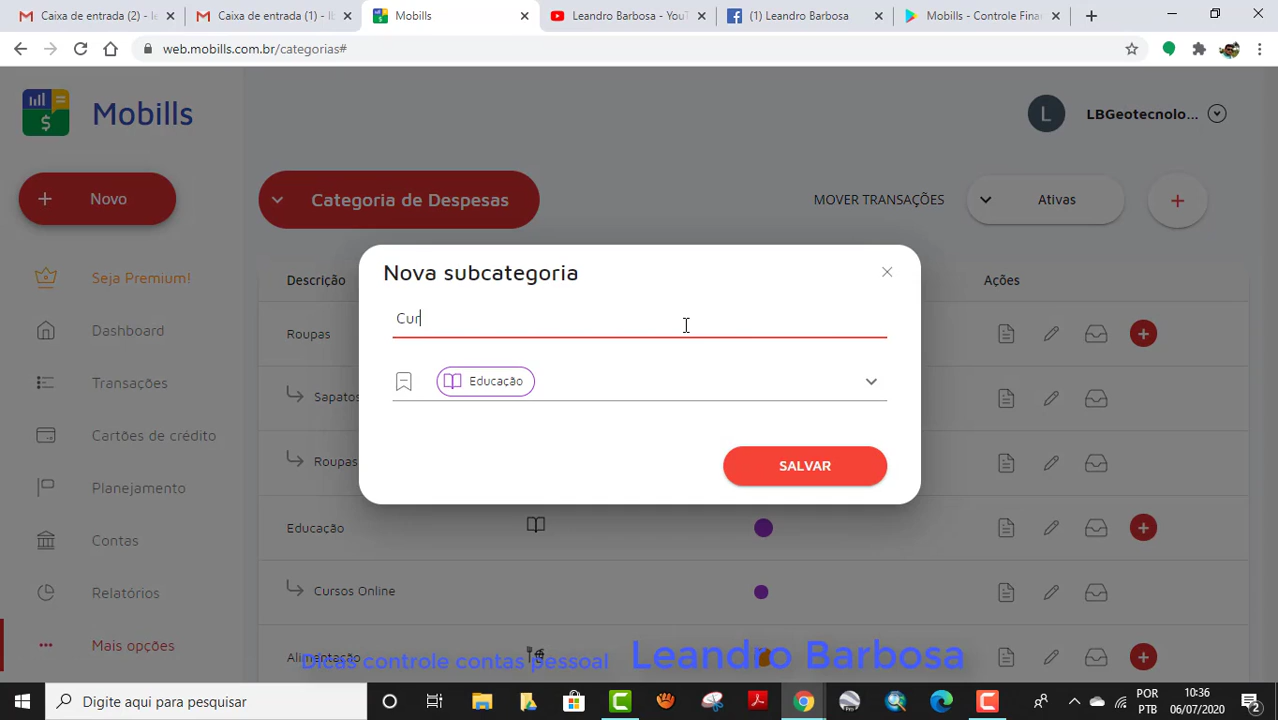 Caixa de entrada (2) - lb
Caixa de entrada (1) - lb
Mobills
Leandro Barbosa - YouT
(1) Leandro Barbosa
Mobills - Controle Finan
web.mobills.com.br/categorias#
Mobills
L
LBGeotecnolo...
Novo
Categoria de Despesas
MOVER TRANSAÇÕES
Ativas
Seja Premium!
Dashboard
Transações
Cartões de crédito
Planejamento
Contas
Relatórios
Mais opções
Descrição
Ações
Roupas
Sapatos
Roupas
Educação
Cursos Online
Alimentação
Nova subcategoria
Cur
Educação
SALVAR
Dicas controle contas pessoal
Leandro Barbosa
Digite aqui para pesquisar
POR
PTB
10:36
06/07/2020
2